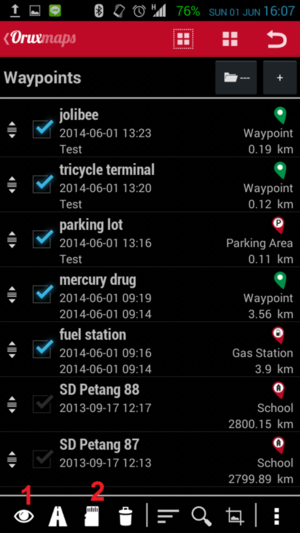 76% SUN 01 JUN 16:07
Oruxmaps
Waypoints
---
+
jolibee
2014-06-01 13:23
Waypoint
Test
0.19 km
tricycle terminal
2014-06-01 13:20
Waypoint
Test
0.12 km
parking lot
P
2014-06-01 13:16
Parking Area
Test
0.11 km
mercury drug
2014-06-01 09:19
Waypoint
2014-06-01 09:14
3.56 km
fuel station
2014-06-01 09:16
Gas Station
2014-06-01 09:14
3.9 km
SD Petang 88
2013-09-17 12:17
School
2800.15 km
SD Petang 87
2013-09-17 12:13
School
2799.89 km
1 2